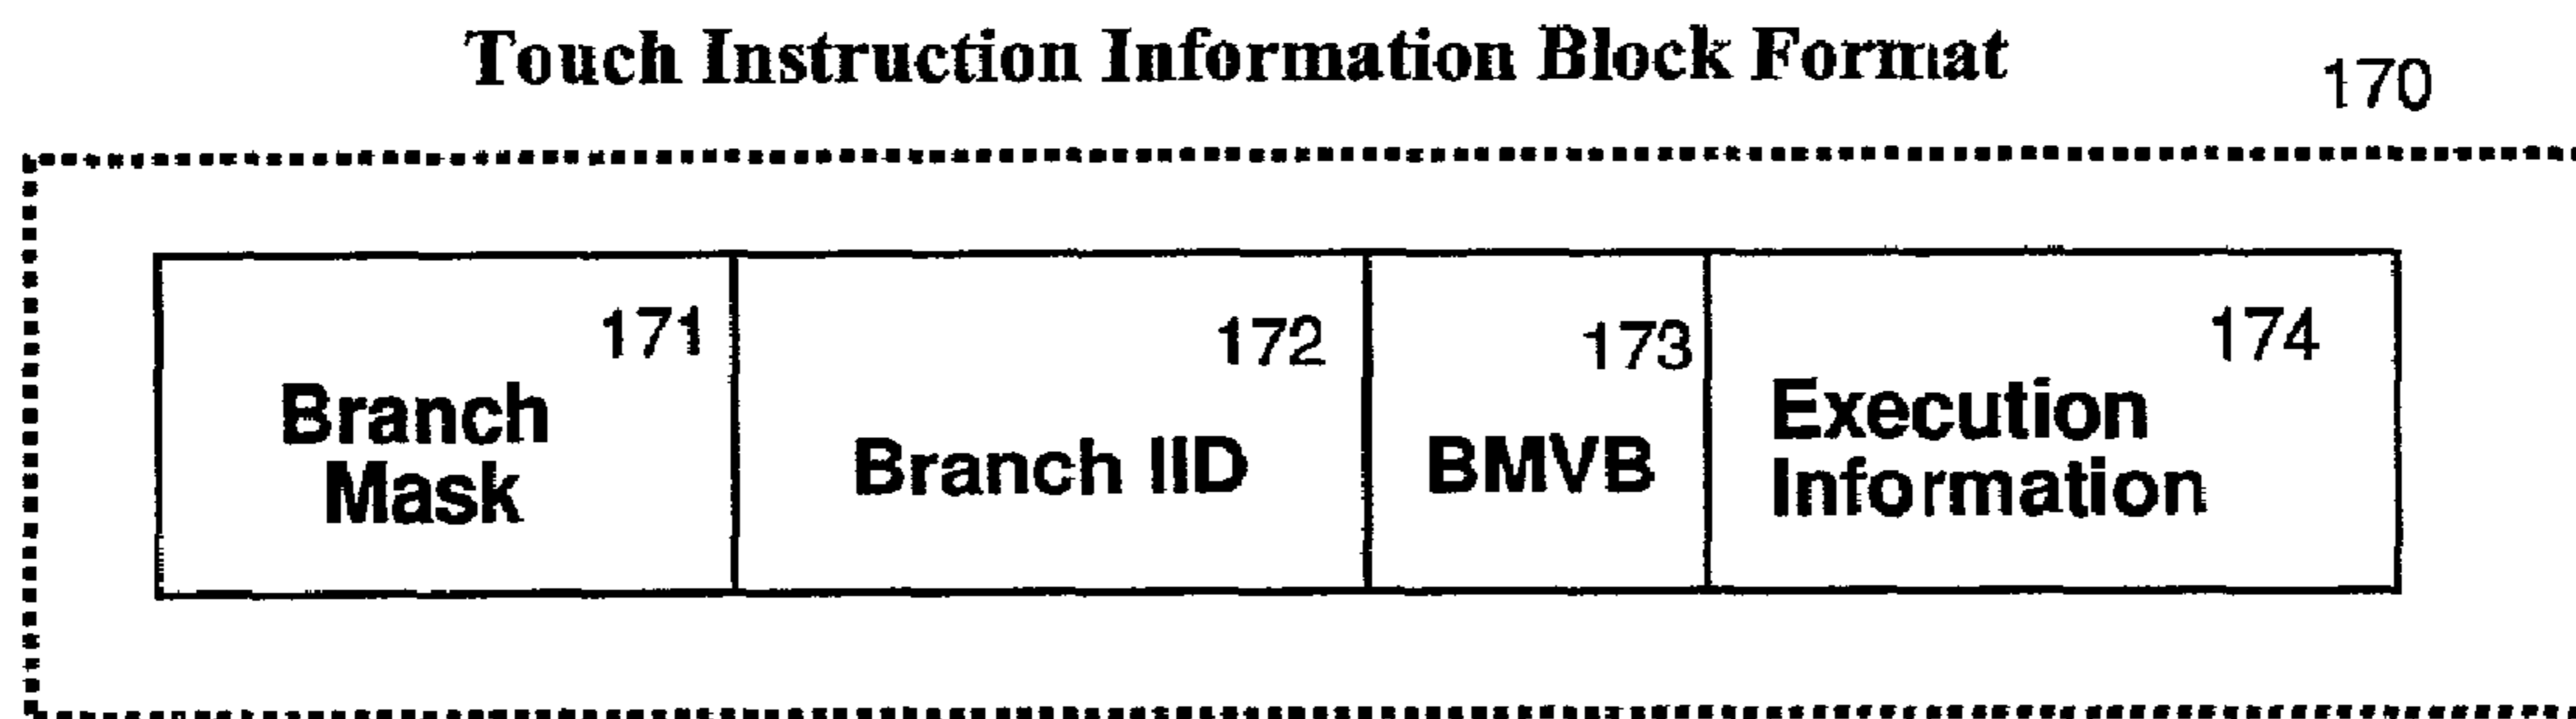 Touch Instruction Information Block Format
170
171
Branch
Mask
172
Branch IID
173
BMVB
174
Execution
Information